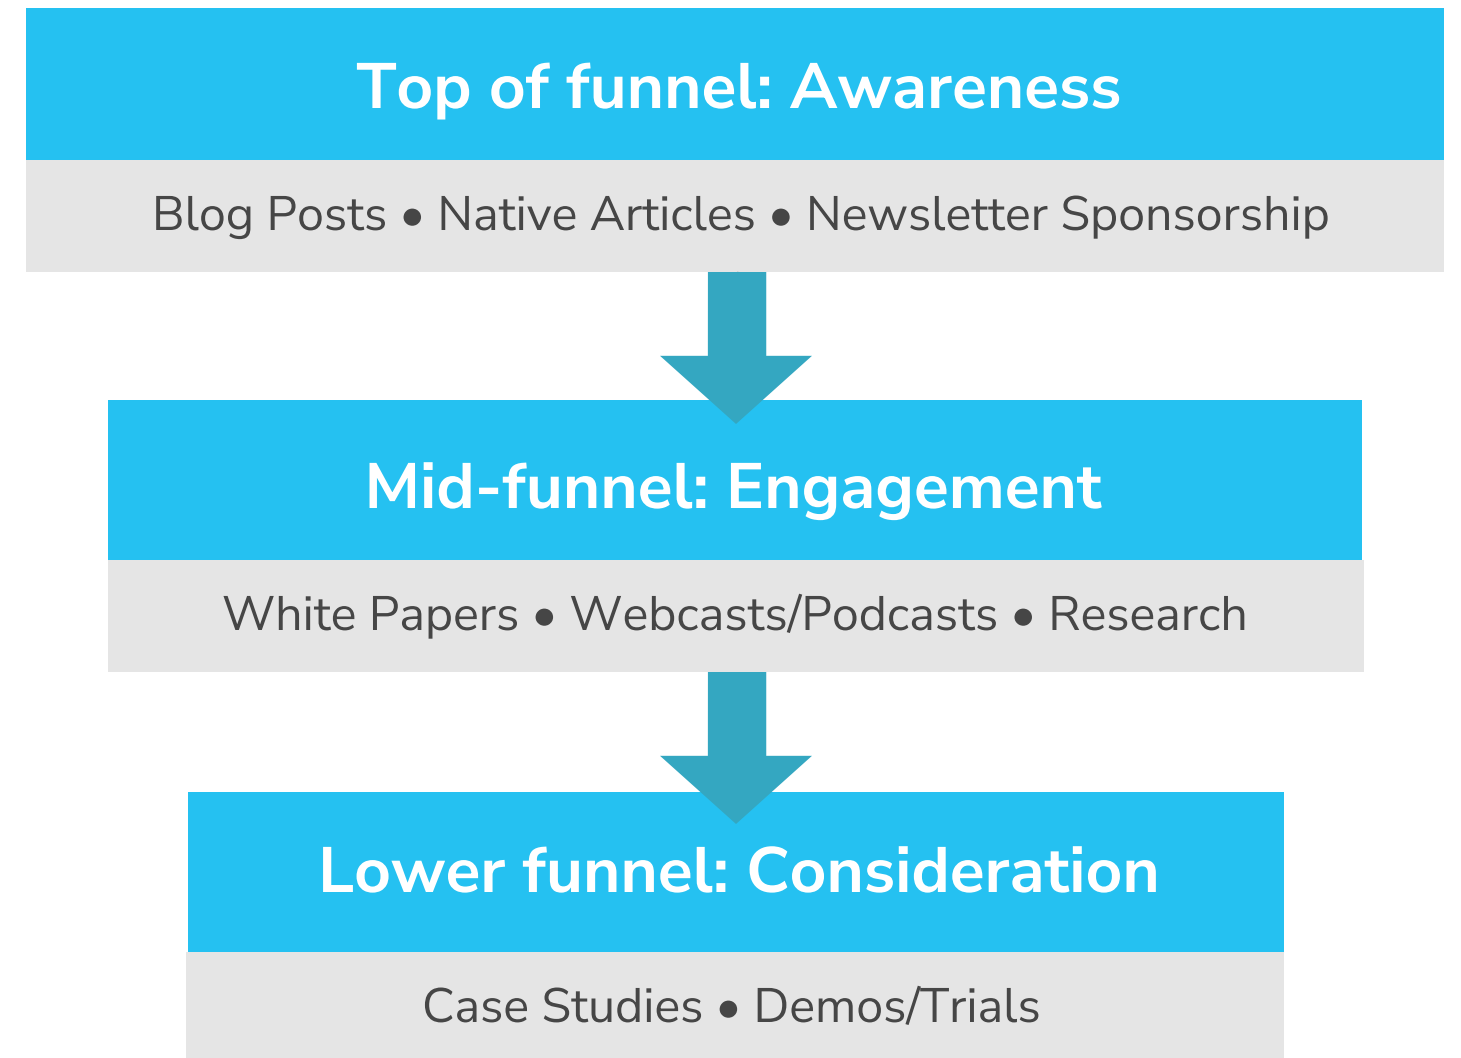 Top of funnel: Awareness
Blog Posts • Native Articles • Newsletter Sponsorship
Mid-funnel: Engagement
White Papers • Webcasts/Podcasts • Research
Lower funnel: Consideration
Case Studies • Demos/Trials